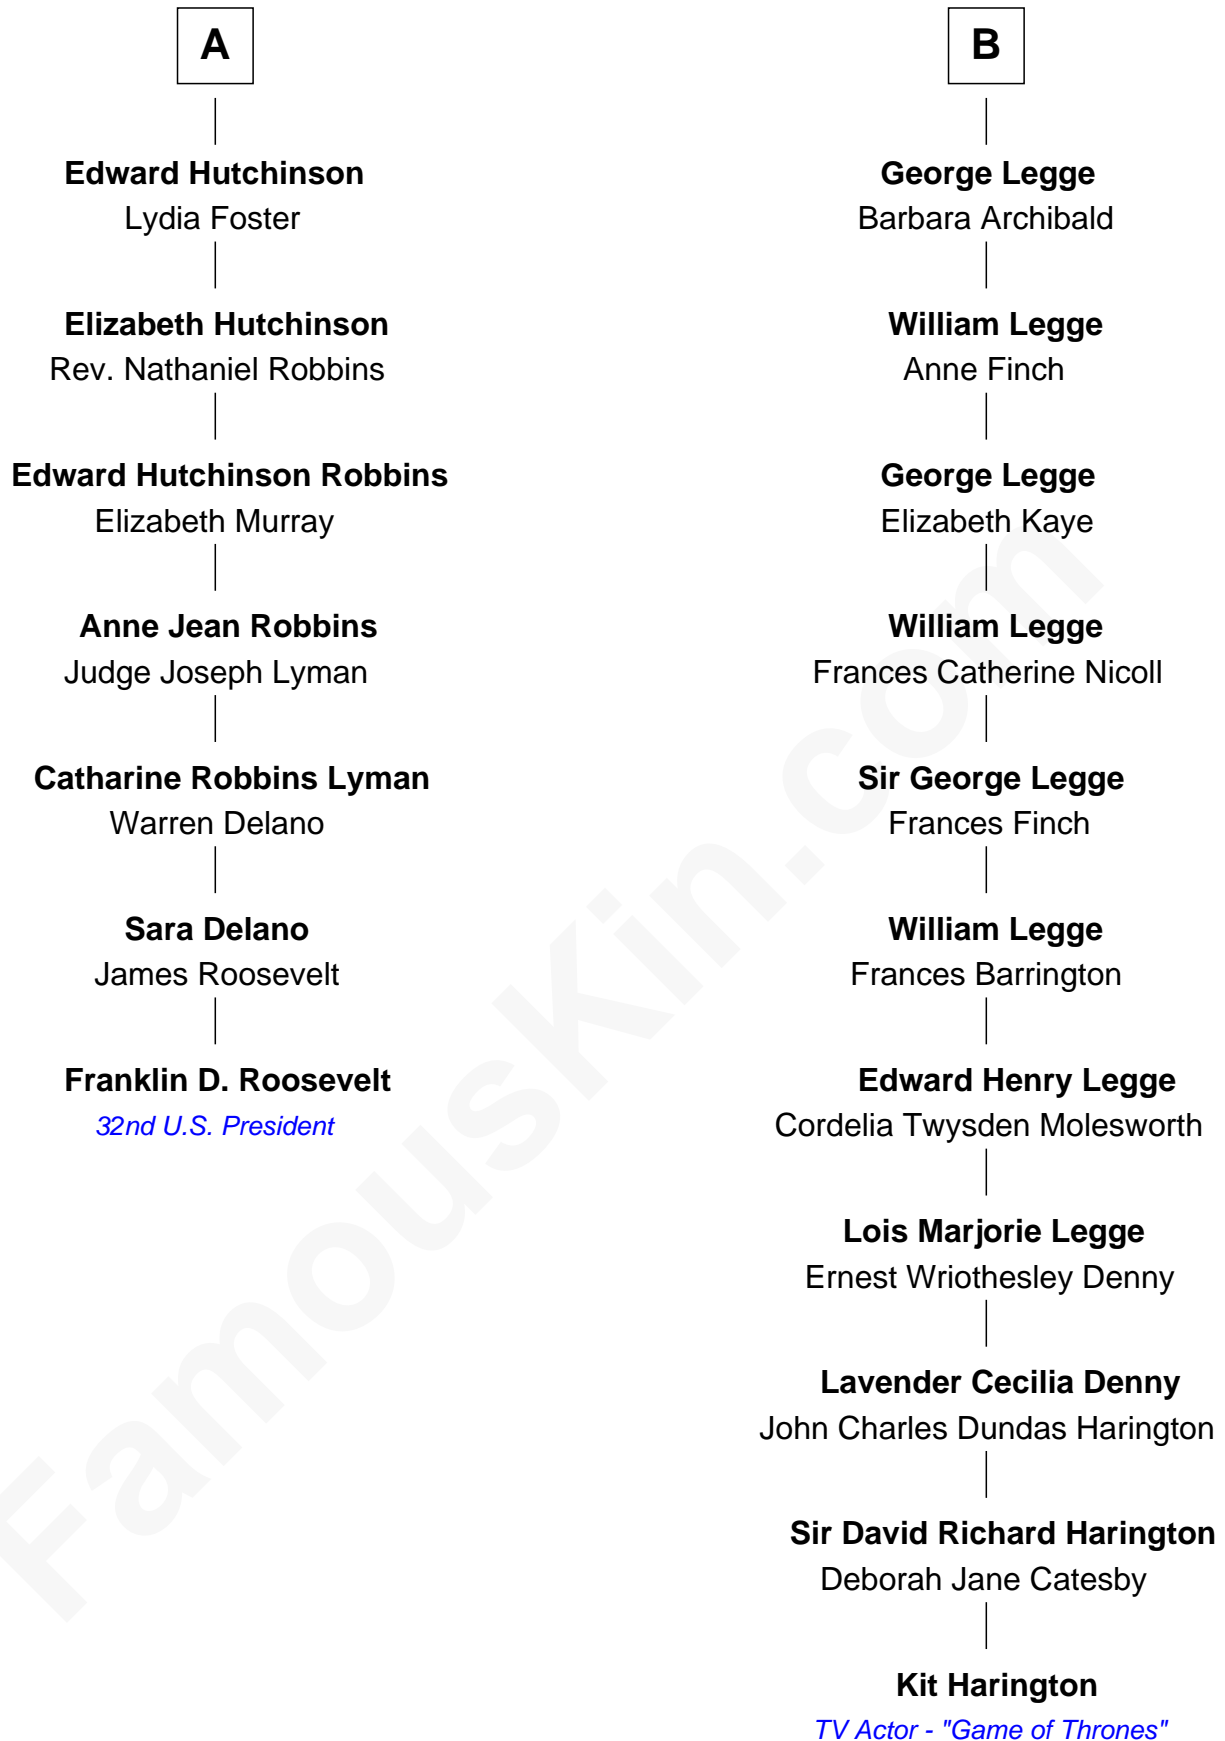 A
Edward Hutchinson
Lydia Foster
Elizabeth Hutchinson
Rev. Nathaniel Robbins
Edward Hutchinson Robbins
Elizabeth Murray
Anne Jean Robbins
Judge Joseph Lyman
Catharine Robbins Lyman
Warren Delano
Sara Delano
James Roosevelt
Franklin D. Roosevelt
32nd U.S. President
B
George Legge
Barbara Archibald
William Legge
Anne Finch
George Legge
Elizabeth Kaye
William Legge
Frances Catherine Nicoll
Sir George Legge
Frances Finch
William Legge
Frances Barrington
Edward Henry Legge
Cordelia Twysden Molesworth
Lois Marjorie Legge
Ernest Wriothesley Denny
Lavender Cecilia Denny
John Charles Dundas Harington
Sir David Richard Harington
Deborah Jane Catesby
Kit Harington
TV Actor - "Game of Thrones"
FamousKin.com